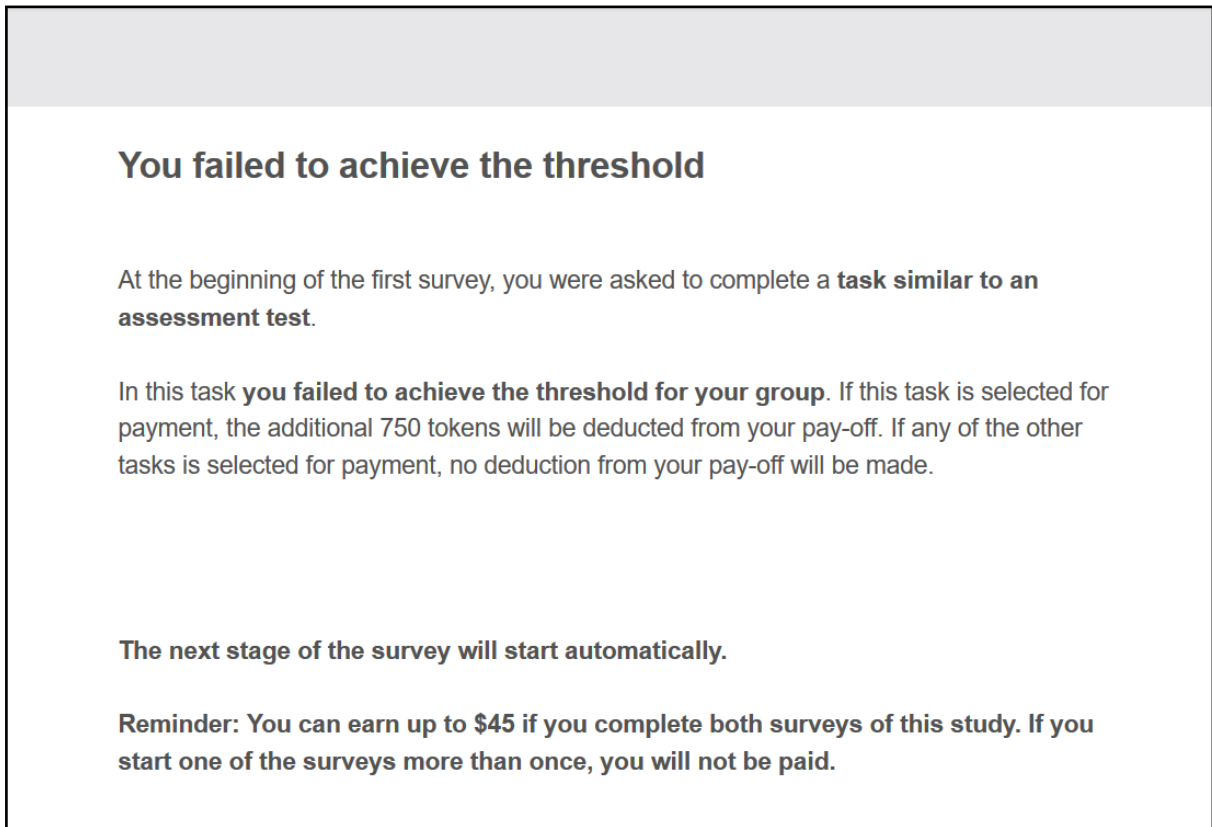 You failed to achieve the threshold
At the beginning of the first survey, you were asked to complete a task similar to an
assessment test.
In this task you failed to achieve the threshold for your group. If this task is selected for
payment, the additional 750 tokens will be deducted from your pay-off. If any of the other
tasks is selected for payment, no deduction from your pay-off will be made.
The next stage of the survey will start automatically.
Reminder: You can earn up to $45 if you complete both surveys of this study. If you
start one of the surveys more than once, you will not be paid.